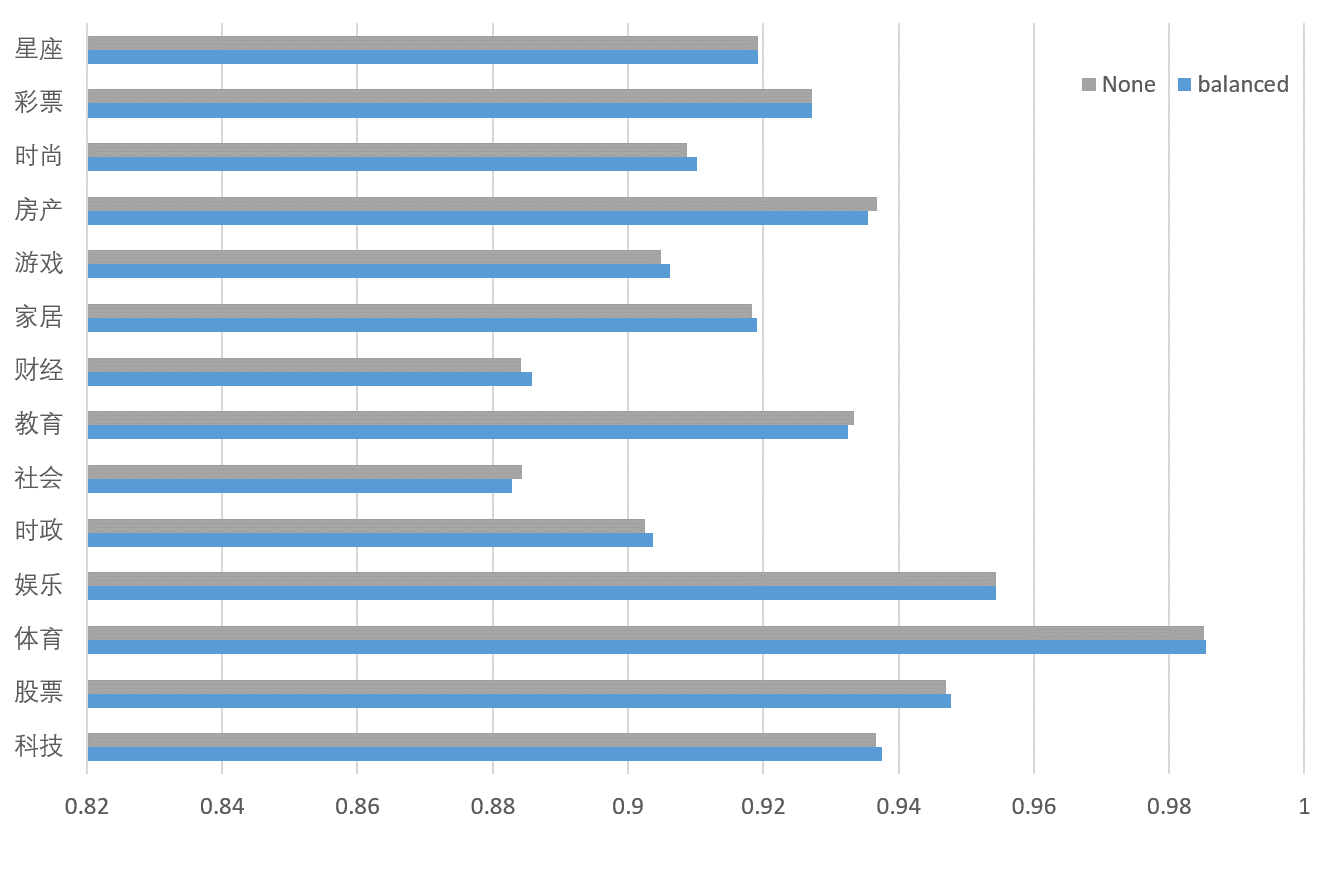 星座
None balanced
彩票
时尚
房产
游戏
家居
财经
教育
社会
时政
娱乐
体育
股票
科技
0.82 0.84 0.86 0.88 0.9 0.92 0.94 0.96 0.98 1